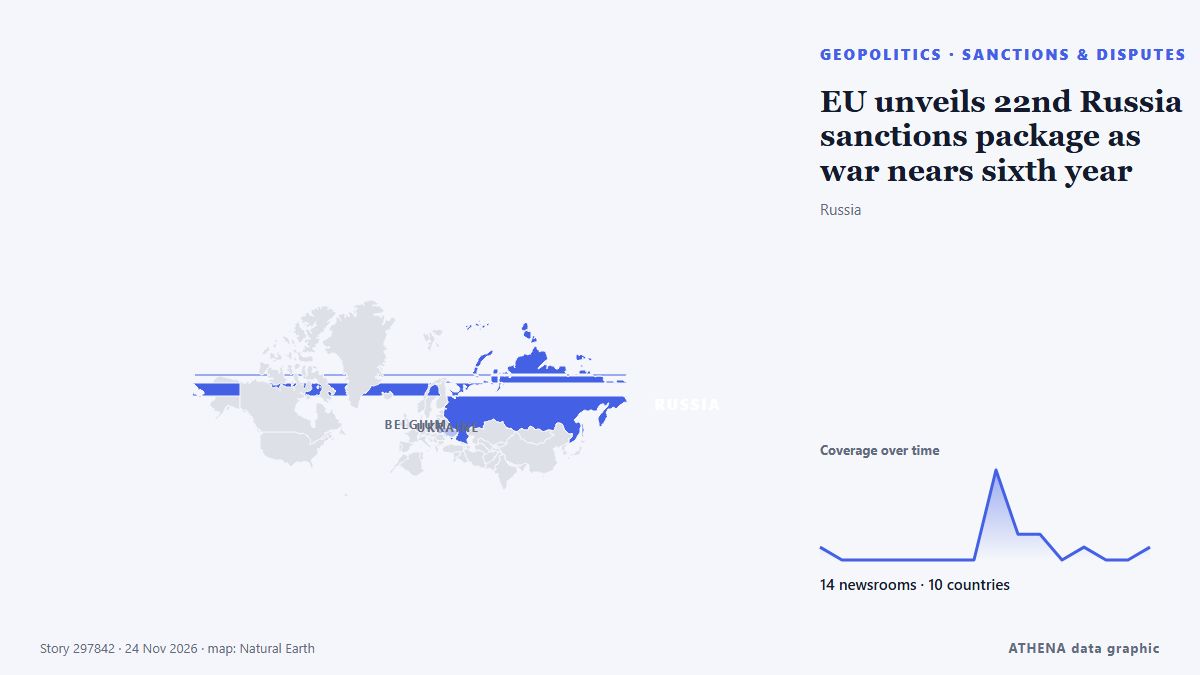 GEOPOLITICS · SANCTIONS & DISPUTES
EU unveils 22nd Russia
sanctions package as
war nears sixth year
Russia
RUSSIA
BELGIUM
UKRAINE
Coverage over time
14 newsrooms · 10 countries
Story 297842 · 24 Nov 2026 · map: Natural Earth
ATHENA data graphic